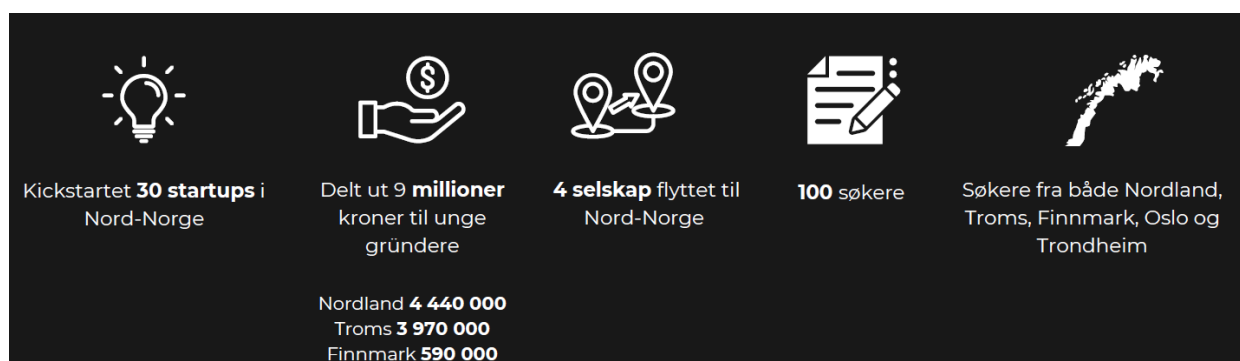 Kickstartet 30 startups i
Nord-Norge
Delt ut 9 millioner
kroner til unge
gründere
Nordland 4 440 000
Troms 3 970 000
Finnmark 590 000
4 selskap flyttet til
Nord-Norge
100 søkere
Søkere fra både Nordland,
Troms, Finnmark, Oslo og
Trondheim